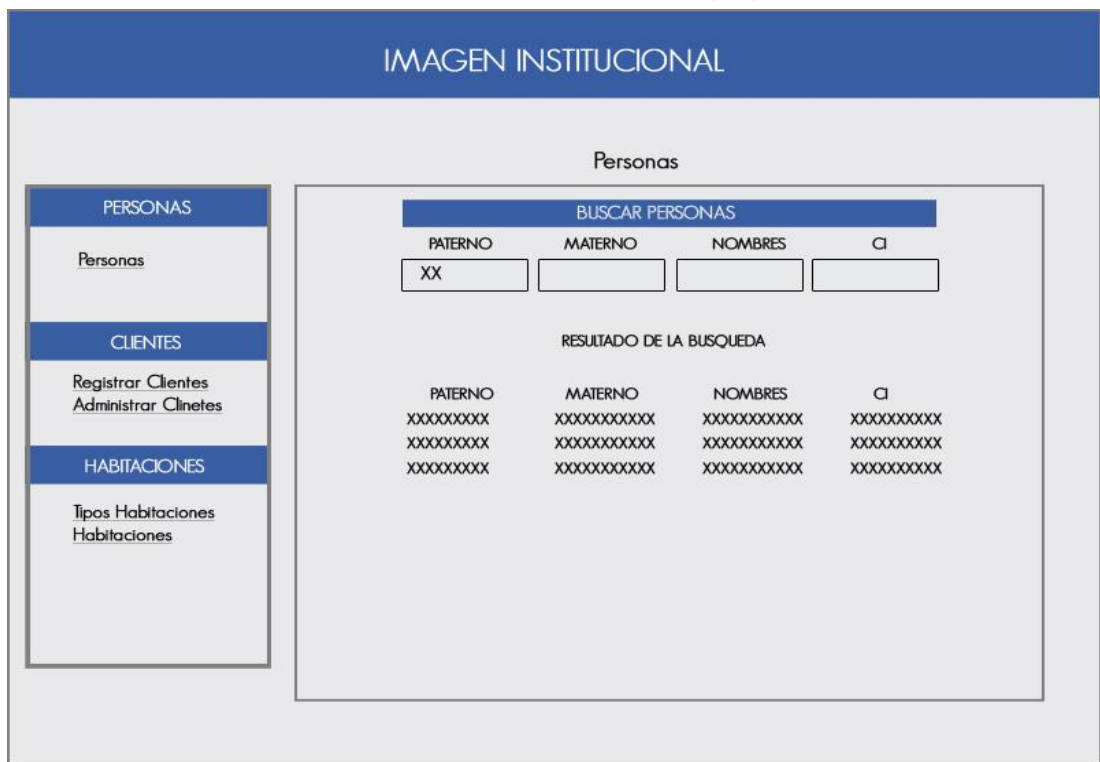 IMAGEN INSTITUCIONAL
Personas
PERSONAS
Personas
CLIENTES
Registrar Clientes
Administrar Clinetes
HABITACIONES
Tipos Habitaciones
Habitaciones
BUSCAR PERSONAS
PATERNO MATERNO NOMBRES CI
XX
RESULTADO DE LA BUSQUEDA
PATERNO MATERNO NOMBRES CI
XXXXXXXXX XXXXXXXXXXX XXXXXXXXXXX XXXXXXXXXX
XXXXXXXXX XXXXXXXXXXX XXXXXXXXXXX XXXXXXXXXX
XXXXXXXXX XXXXXXXXXXX XXXXXXXXXXX XXXXXXXXXX